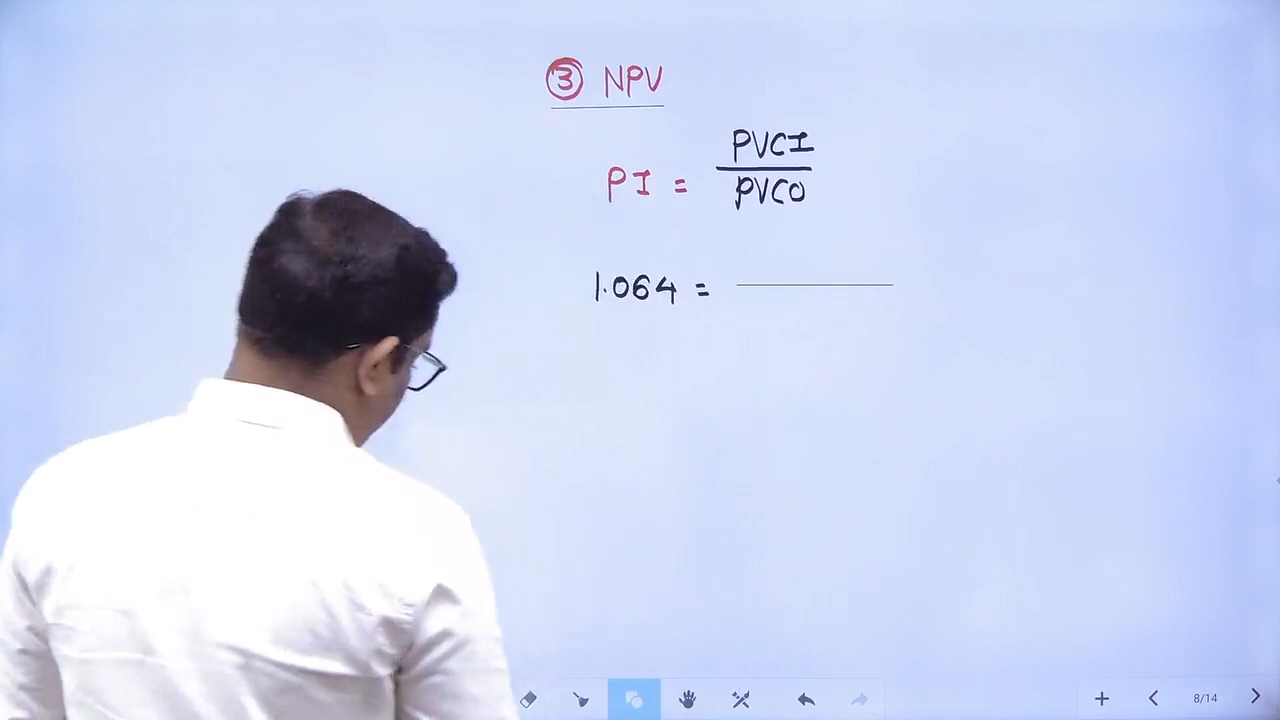 ③ NPV
PI = PVCI / PVCO
1.064 =
8/14